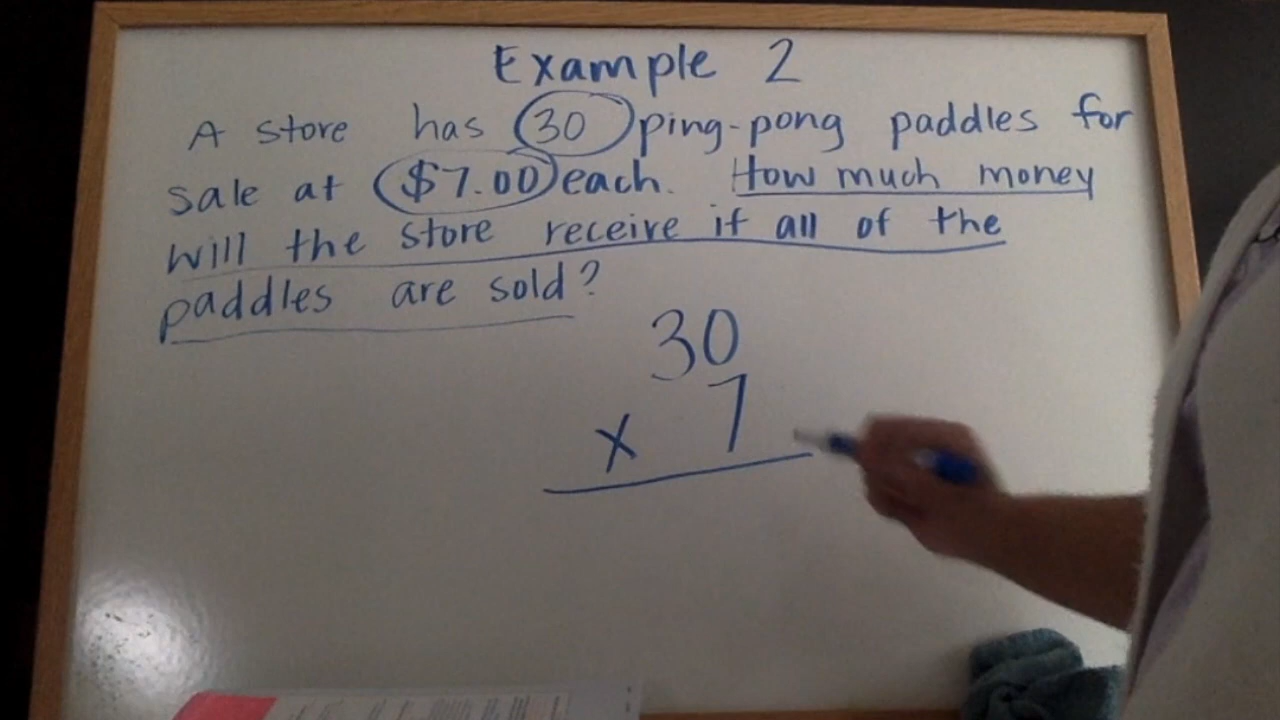 Example 2
A store has 30 ping-pong paddles for
sale at $7.00 each. How much money
will the store receive if all of the
paddles are sold?
30
x 7